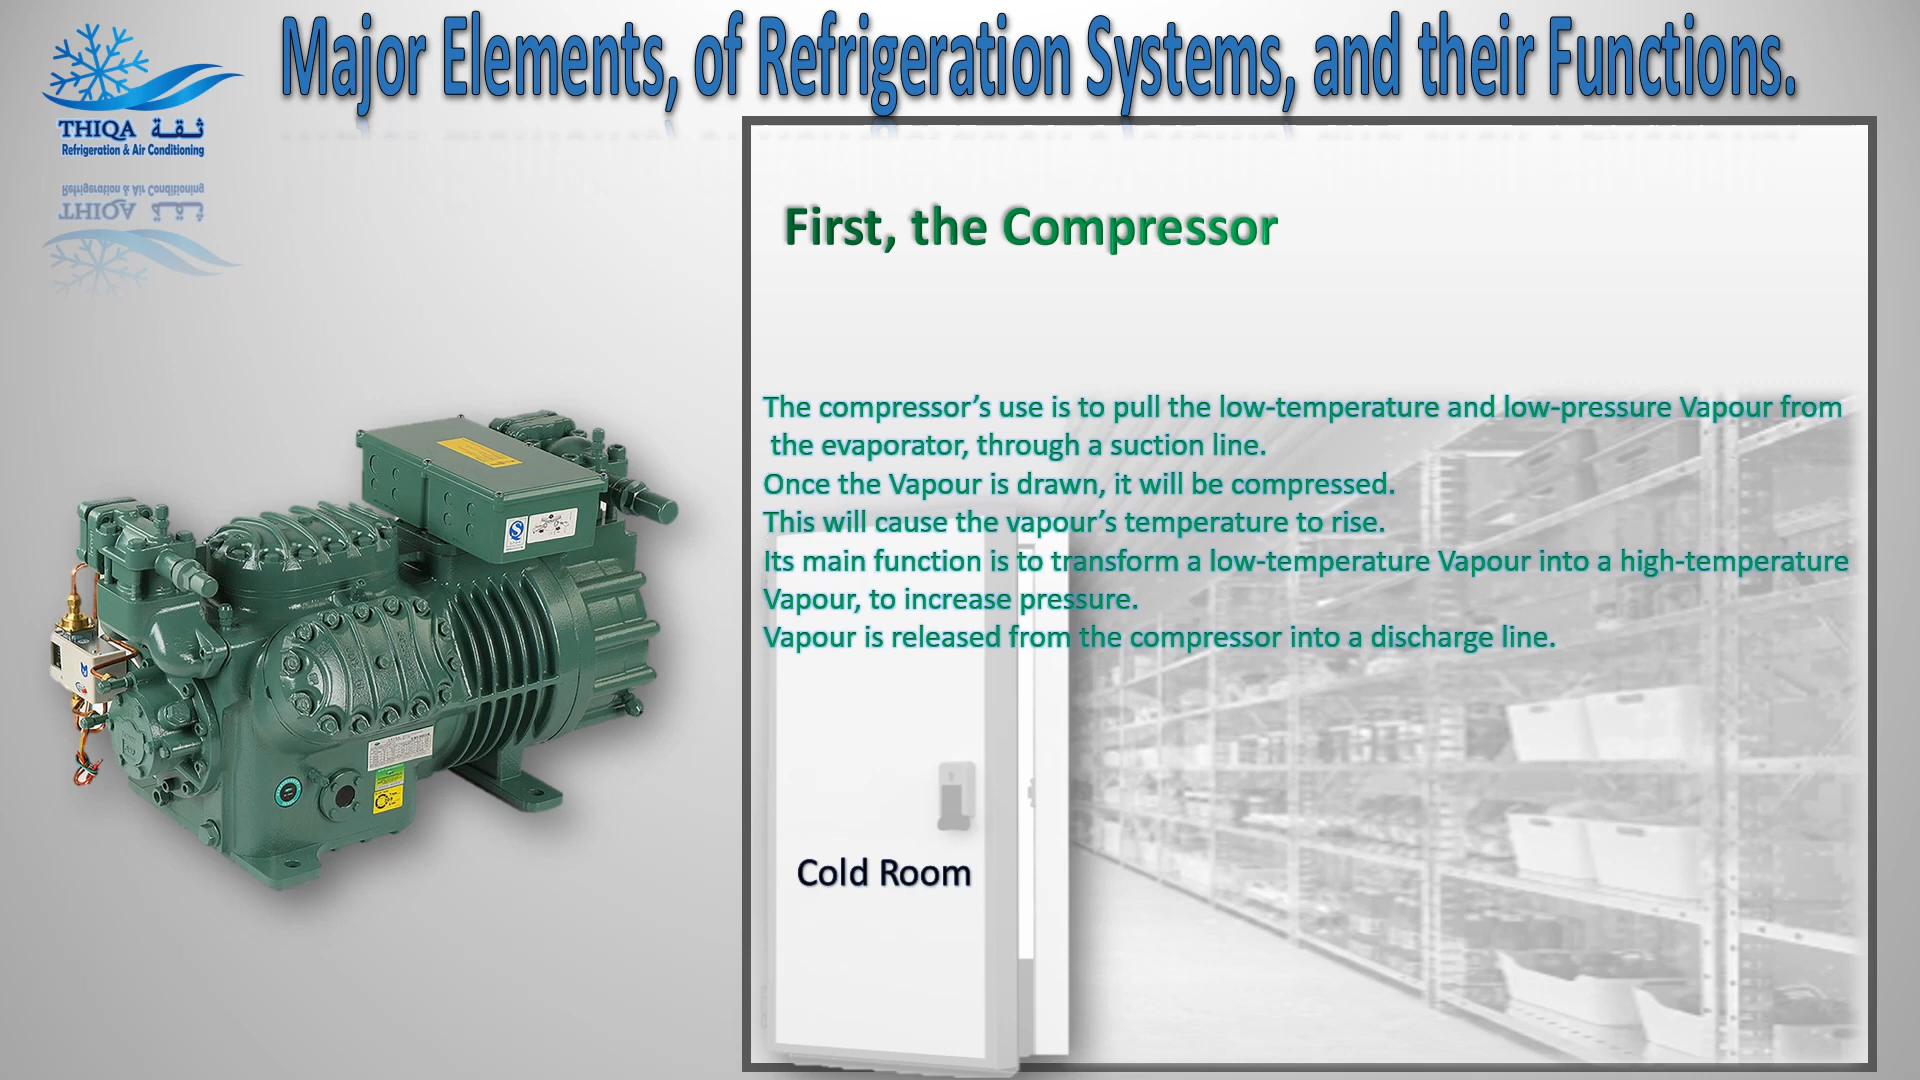 Major Elements, of Refrigeration Systems, and their Functions.
THIQA ثـقـة
Refrigeration & Air Conditioning
First, the Compressor
The compressor’s use is to pull the low-temperature and low-pressure Vapour from
the evaporator, through a suction line.
Once the Vapour is drawn, it will be compressed.
This will cause the vapour’s temperature to rise.
Its main function is to transform a low-temperature Vapour into a high-temperature
Vapour, to increase pressure.
Vapour is released from the compressor into a discharge line.
Cold Room